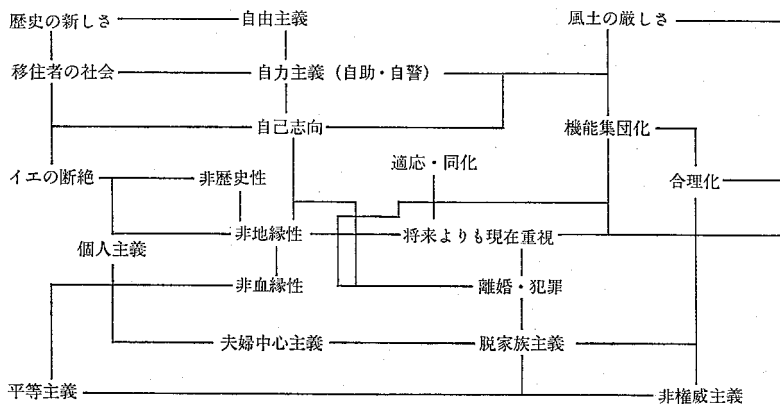 歴史の新しさ 自由主義 風土の厳しさ
移住者の社会 自力主義（自助・自警）
自己志向 機能集団化
適応・同化
イエの断絶 非歴史性 合理化
非地縁性 将来よりも現在重視
個人主義
非血縁性 離婚・犯罪
夫婦中心主義 脱家族主義
平等主義 非権威主義